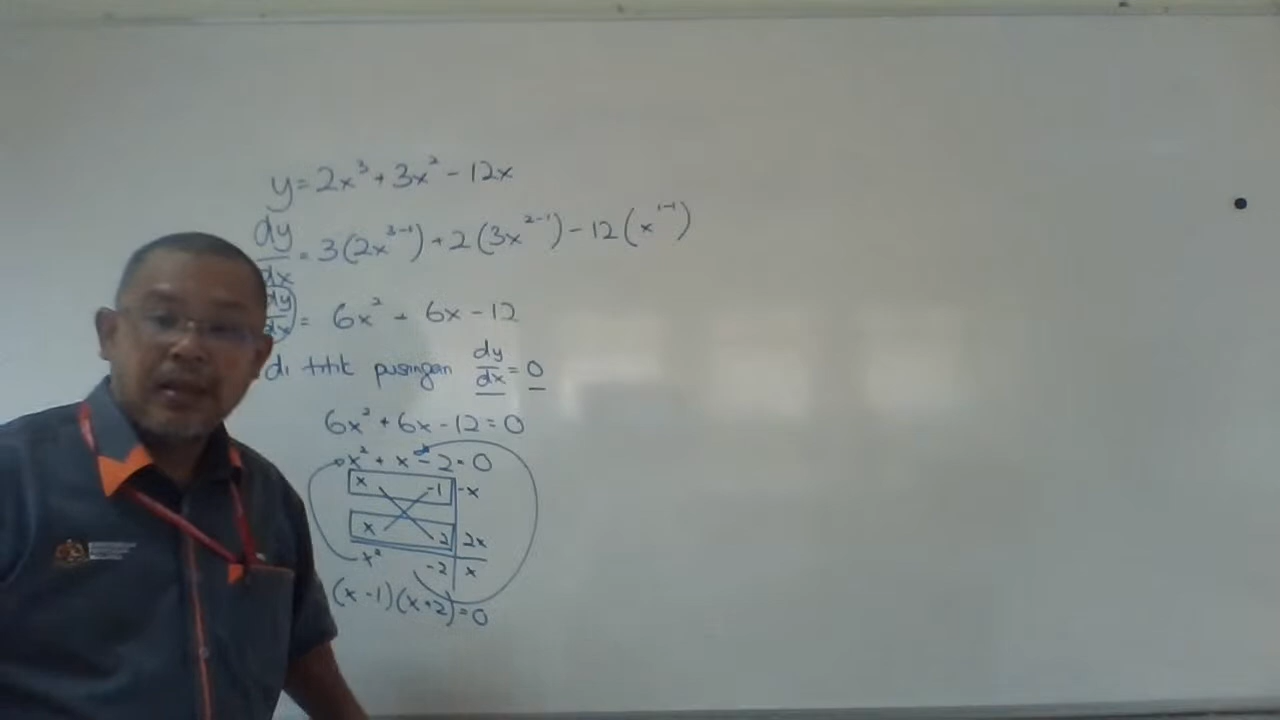 y = 2x³ + 3x² - 12x
dy/dx = 3(2x³⁻¹) + 2(3x²⁻¹) - 12(x¹⁻¹)
dy/dx = 6x² + 6x - 12
di titik pusingan dy/dx = 0
6x² + 6x - 12 = 0
x² + x - 2 = 0
x -1 -x
x 2 2x
x² -2 x
(x - 1)(x + 2) = 0